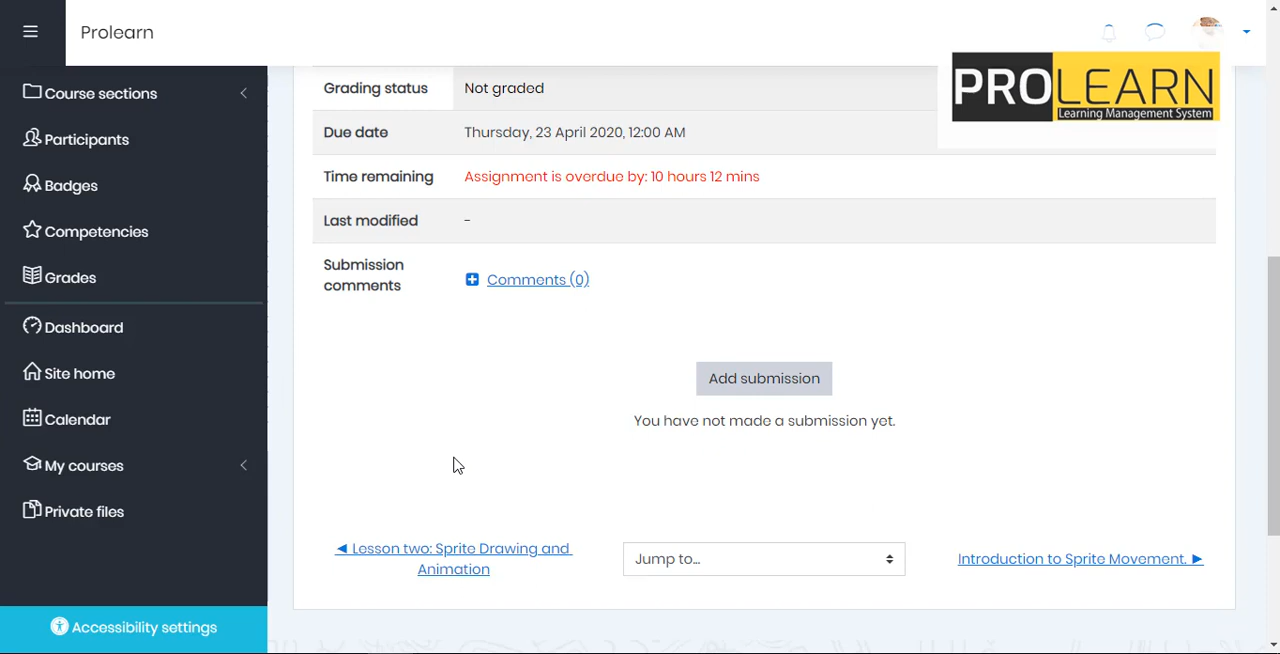 Prolearn
PROLEARN
Learning Management System
Course sections
Participants
Badges
Competencies
Grades
Dashboard
Site home
Calendar
My courses
Private files
Accessibility settings
Grading status Not graded
Due date Thursday, 23 April 2020, 12:00 AM
Time remaining Assignment is overdue by: 10 hours 12 mins
Last modified -
Submission
comments
Comments (0)
Add submission
You have not made a submission yet.
◄ Lesson two: Sprite Drawing and
Animation
Jump to...
Introduction to Sprite Movement. ►